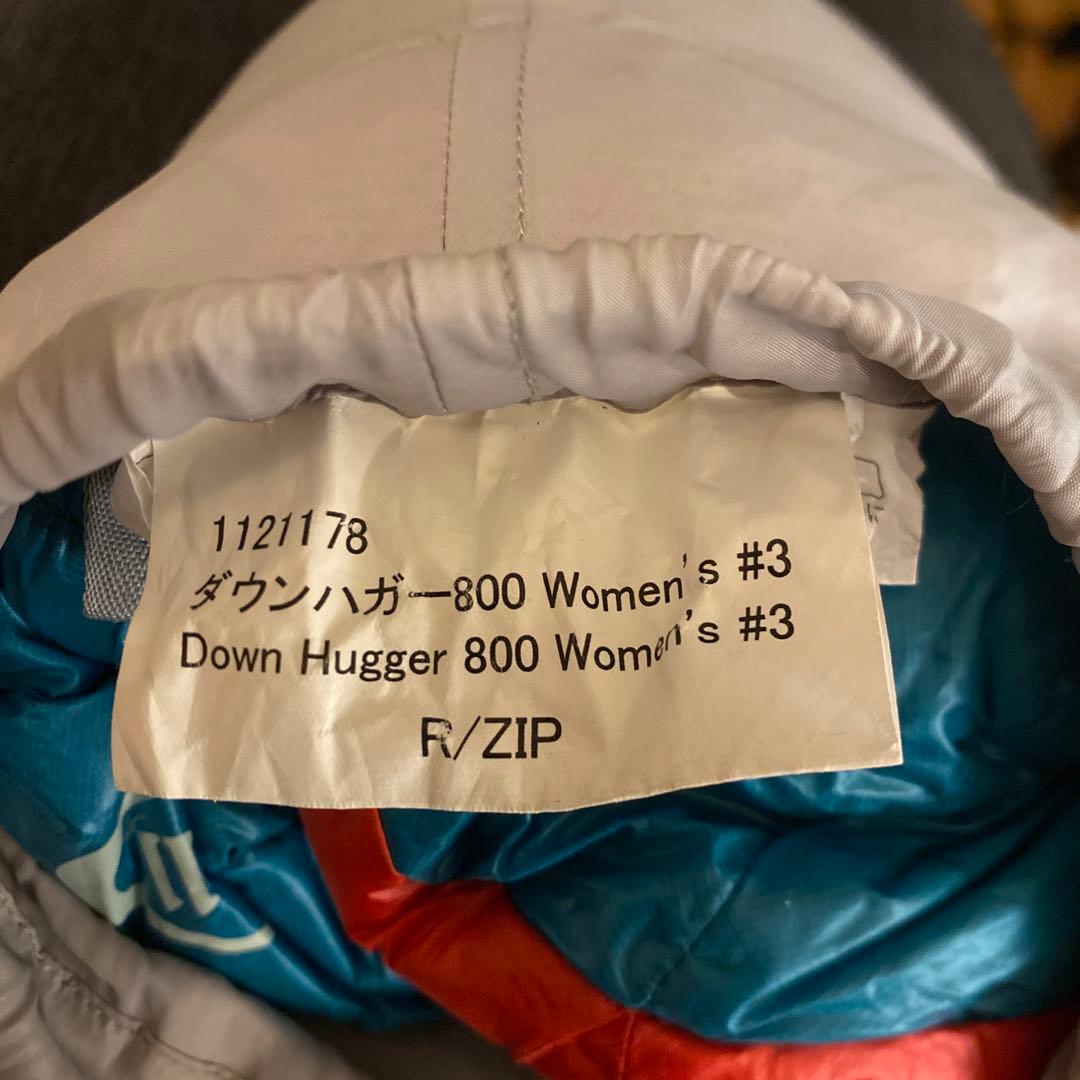 1121178
ダウンハガー800 Women's #3
Down Hugger 800 Women's #3
R/ZIP